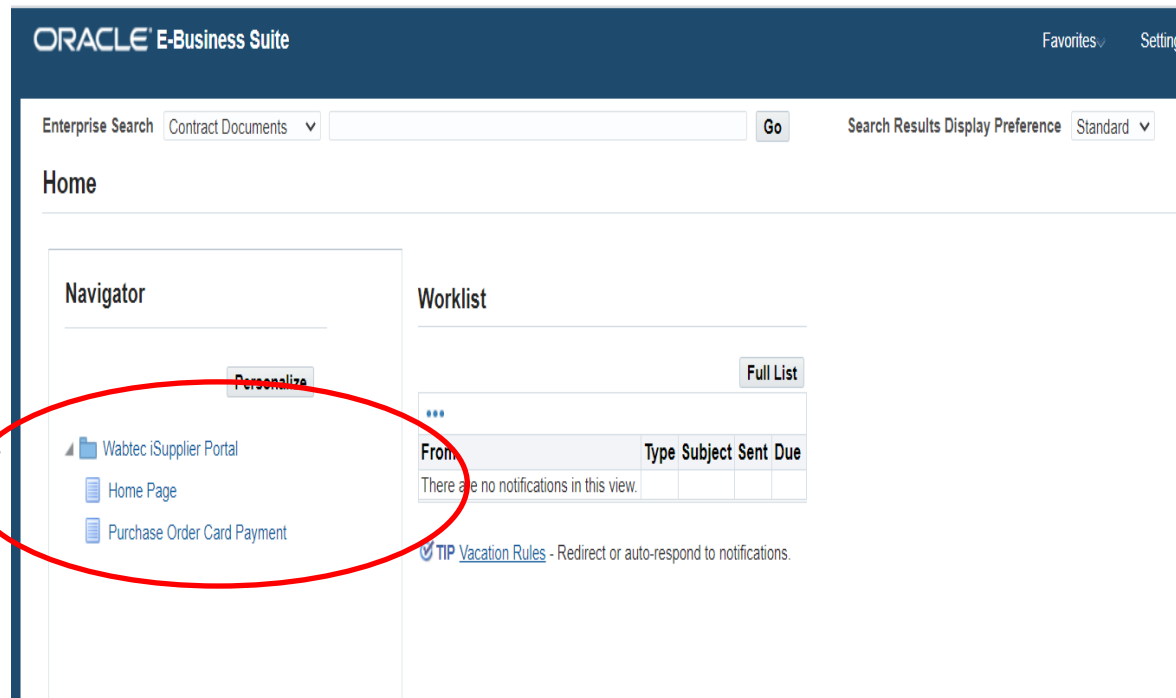 ORACLE E-Business Suite
Favorites
Enterprise Search Contract Documents Go Search Results Display Preference Standard
Home
Navigator
Worklist
Personalize
Full List
Wabtec iSupplier Portal
Home Page
Purchase Order Card Payment
From Type Subject Sent Due
There are no notifications in this view.
TIP Vacation Rules - Redirect or auto-respond to notifications.